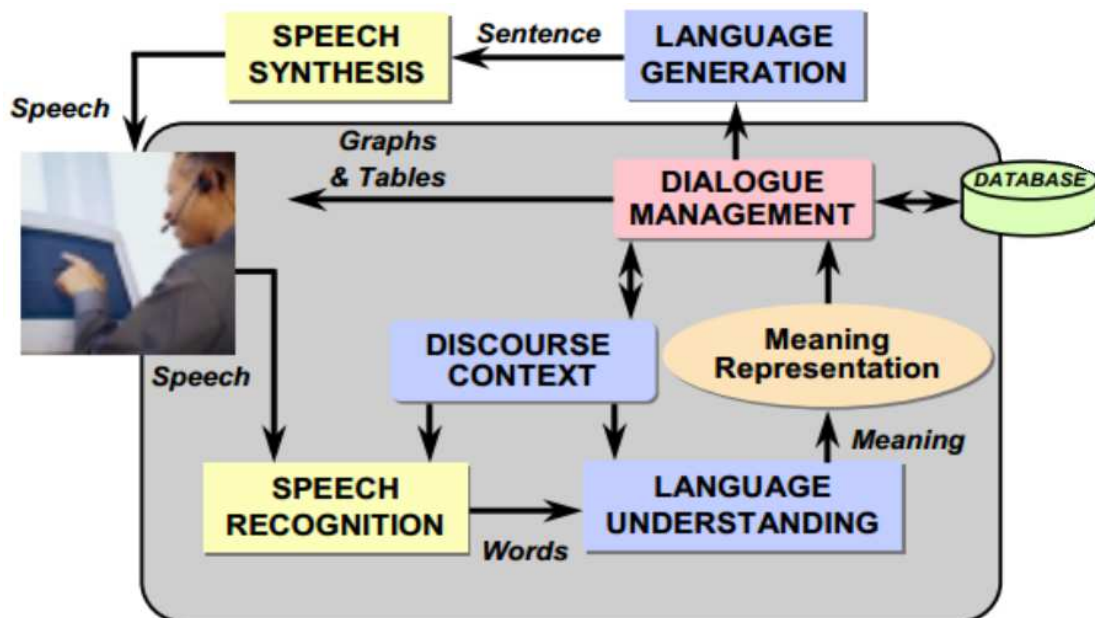 SPEECH
SYNTHESIS
Sentence
LANGUAGE
GENERATION
Speech
Graphs
& Tables
DIALOGUE
MANAGEMENT
DATABASE
DISCOURSE
CONTEXT
Meaning
Representation
Speech
Meaning
SPEECH
RECOGNITION
Words
LANGUAGE
UNDERSTANDING